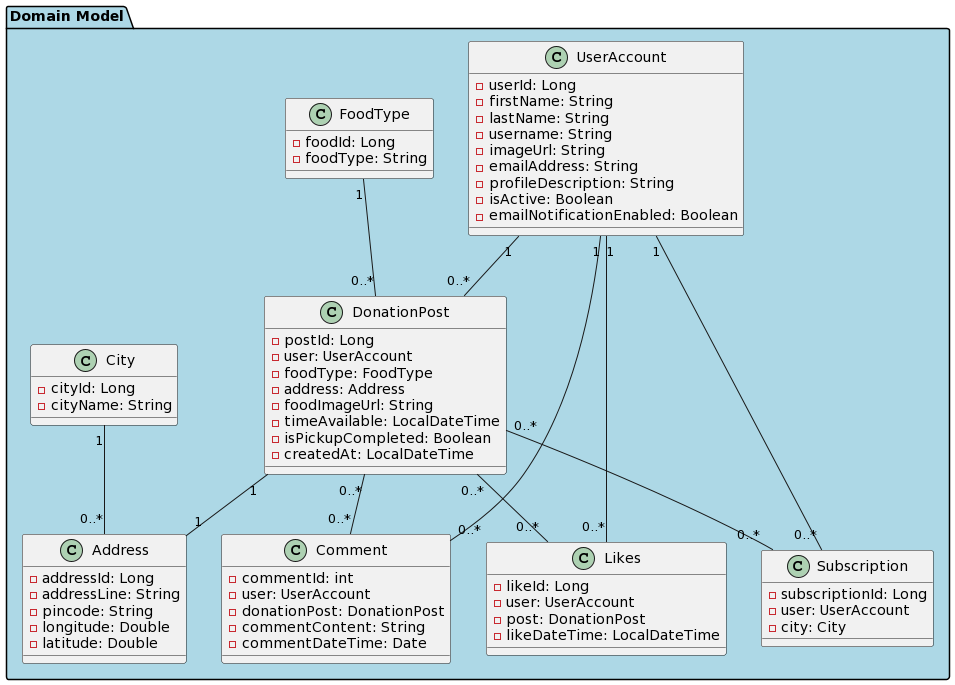 Domain Model
C UserAccount
userId: Long
firstName: String
lastName: String
username: String
imageUrl: String
emailAddress: String
profileDescription: String
isActive: Boolean
emailNotificationEnabled: Boolean
C FoodType
foodId: Long
foodType: String
1
1
1
1
1
0..*
0..*
C DonationPost
postId: Long
user: UserAccount
foodType: FoodType
address: Address
foodImageUrl: String
timeAvailable: LocalDateTime
isPickupCompleted: Boolean
createdAt: LocalDateTime
C City
cityId: Long
cityName: String
1
0..*
1
0..*
0..*
0..*
1
0..*
0..*
0..*
0..*
0..*
0..*
C Address
addressId: Long
addressLine: String
pincode: String
longitude: Double
latitude: Double
C Comment
commentId: int
user: UserAccount
donationPost: DonationPost
commentContent: String
commentDateTime: Date
C Likes
likeId: Long
user: UserAccount
post: DonationPost
likeDateTime: LocalDateTime
C Subscription
subscriptionId: Long
user: UserAccount
city: City